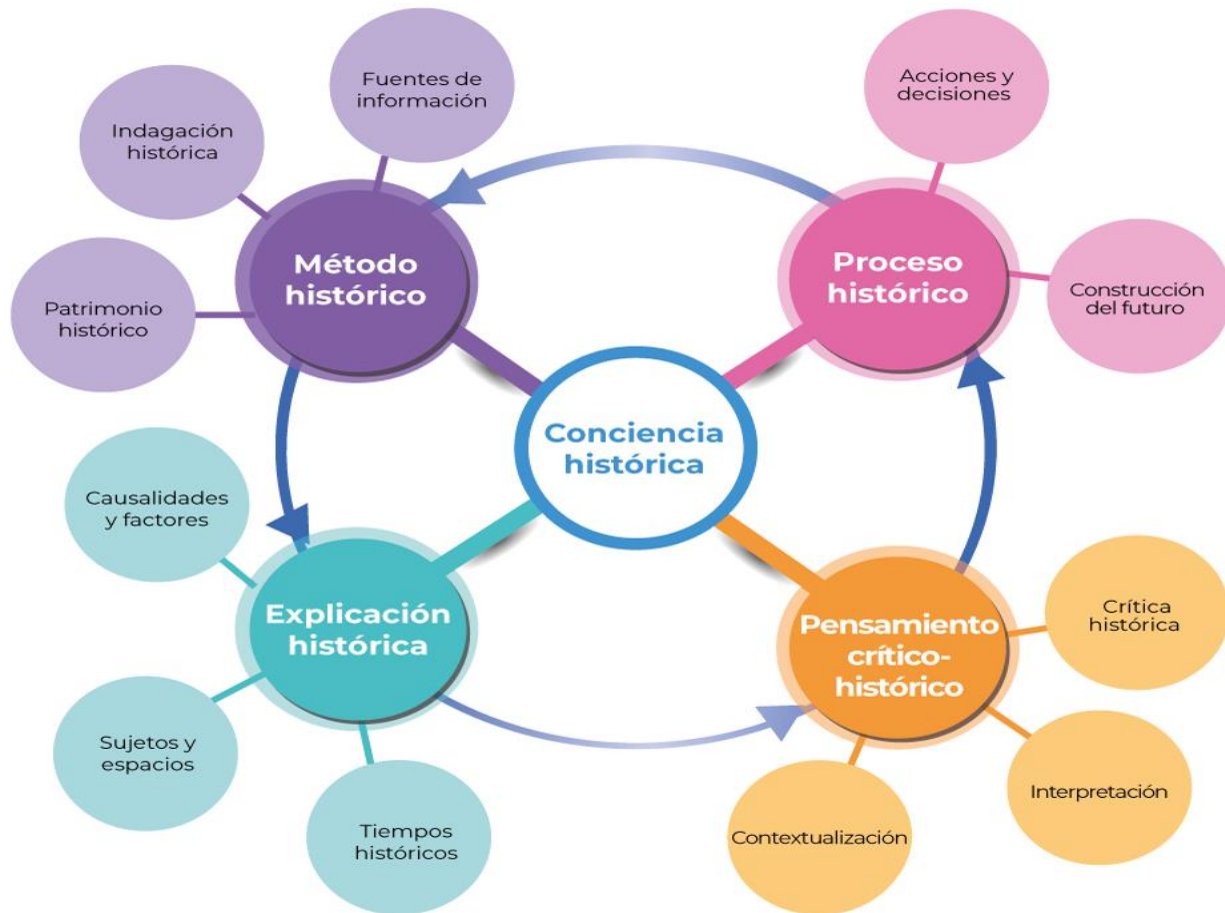 Fuentes de
información
Indagación
histórica
Patrimonio
histórico
Método
histórico
Acciones y
decisiones
Construcción
del futuro
Proceso
histórico
Conciencia
histórica
Causalidades
y factores
Sujetos y
espacios
Tiempos
históricos
Explicación
histórica
Pensamiento
crítico-
histórico
Crítica
histórica
Interpretación
Contextualización